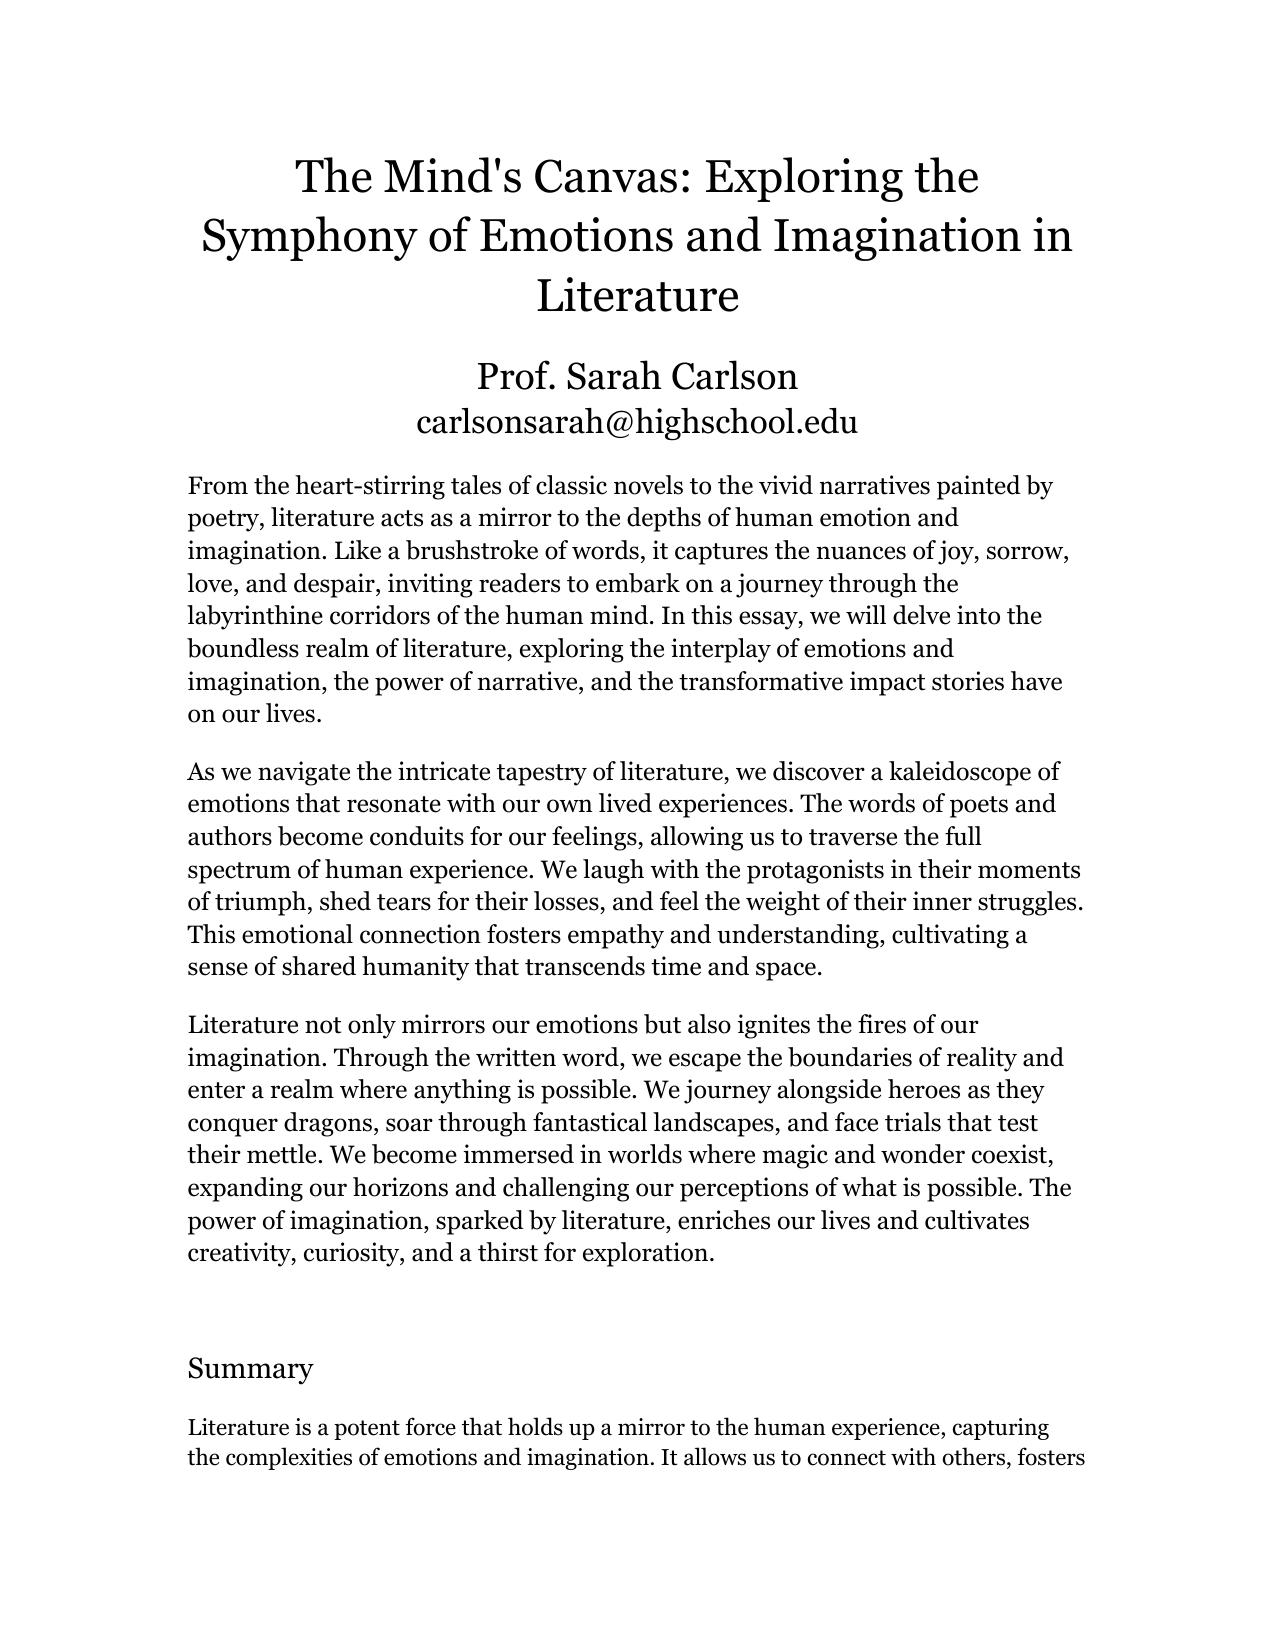 The Mind's Canvas: Exploring the
Symphony of Emotions and Imagination in
Literature
Prof. Sarah Carlson
carlsonsarah@highschool.edu
From the heart-stirring tales of classic novels to the vivid narratives painted by
poetry, literature acts as a mirror to the depths of human emotion and
imagination. Like a brushstroke of words, it captures the nuances of joy, sorrow,
love, and despair, inviting readers to embark on a journey through the
labyrinthine corridors of the human mind. In this essay, we will delve into the
boundless realm of literature, exploring the interplay of emotions and
imagination, the power of narrative, and the transformative impact stories have
on our lives.
As we navigate the intricate tapestry of literature, we discover a kaleidoscope of
emotions that resonate with our own lived experiences. The words of poets and
authors become conduits for our feelings, allowing us to traverse the full
spectrum of human experience. We laugh with the protagonists in their moments
of triumph, shed tears for their losses, and feel the weight of their inner struggles.
This emotional connection fosters empathy and understanding, cultivating a
sense of shared humanity that transcends time and space.
Literature not only mirrors our emotions but also ignites the fires of our
imagination. Through the written word, we escape the boundaries of reality and
enter a realm where anything is possible. We journey alongside heroes as they
conquer dragons, soar through fantastical landscapes, and face trials that test
their mettle. We become immersed in worlds where magic and wonder coexist,
expanding our horizons and challenging our perceptions of what is possible. The
power of imagination, sparked by literature, enriches our lives and cultivates
creativity, curiosity, and a thirst for exploration.
Summary
Literature is a potent force that holds up a mirror to the human experience, capturing
the complexities of emotions and imagination. It allows us to connect with others, fosters